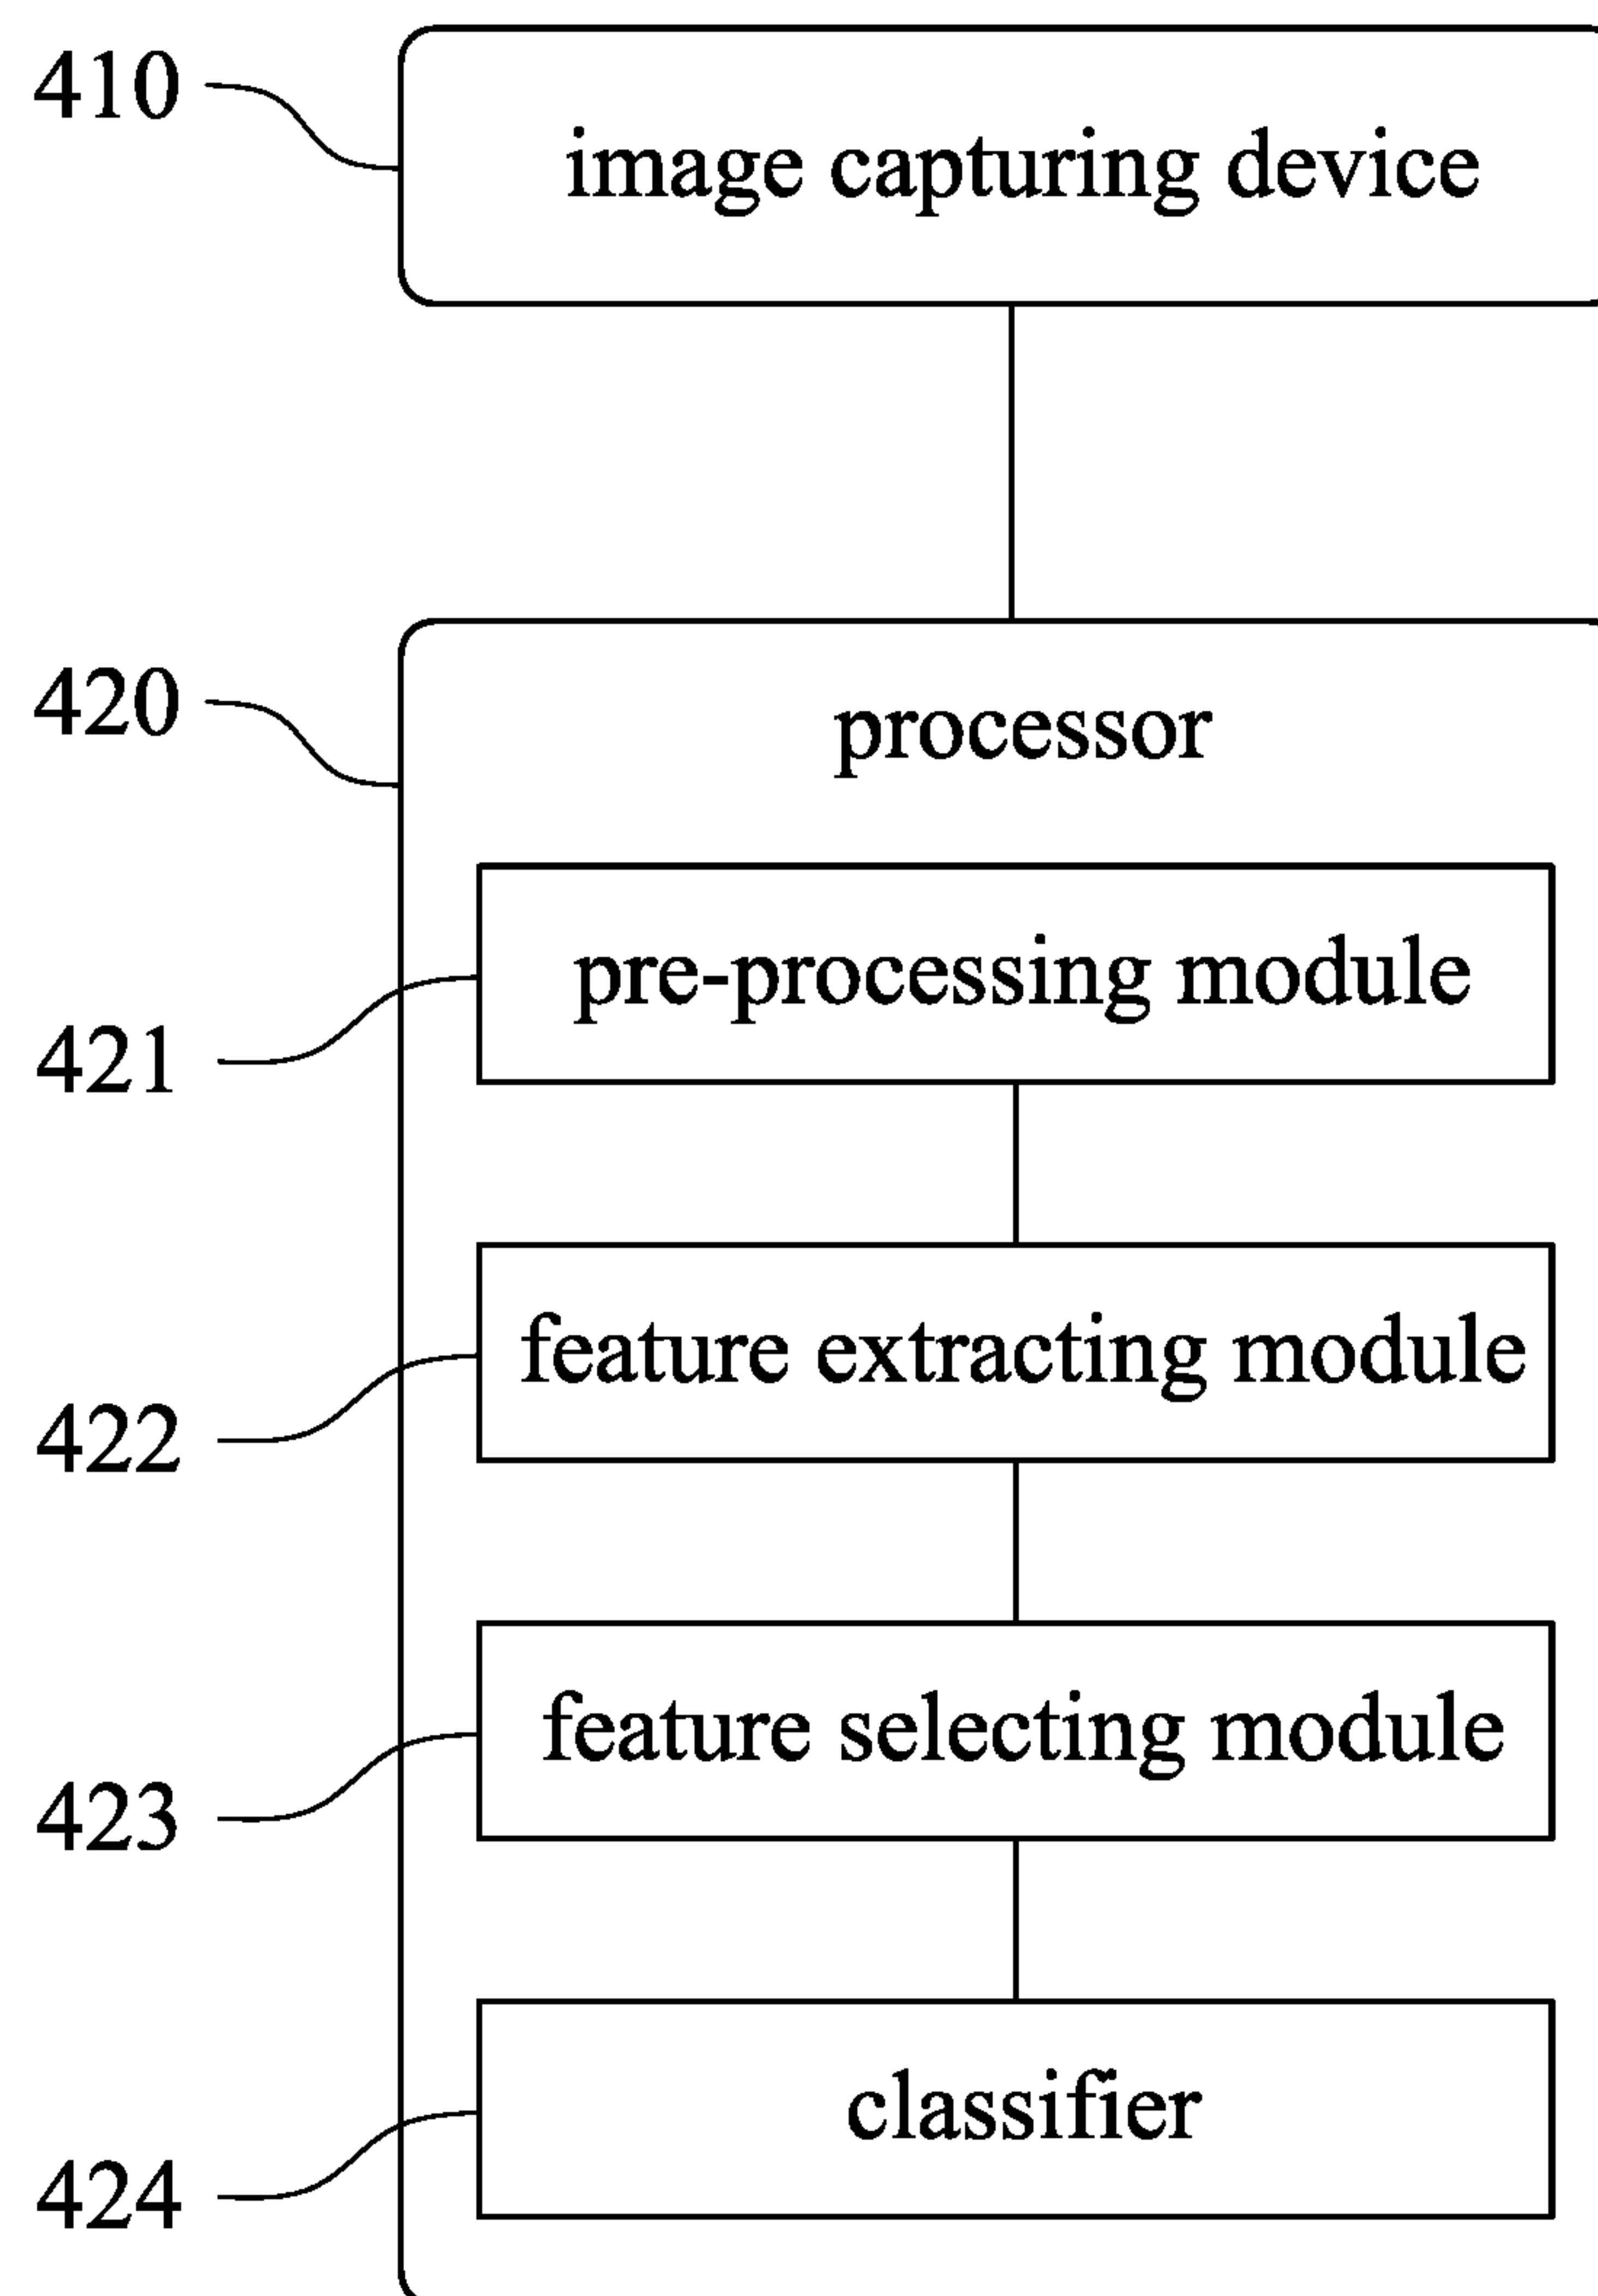 410
image capturing device
420
processor
pre-processing module
421
feature extracting module
422
feature selecting module
423
classifier
424